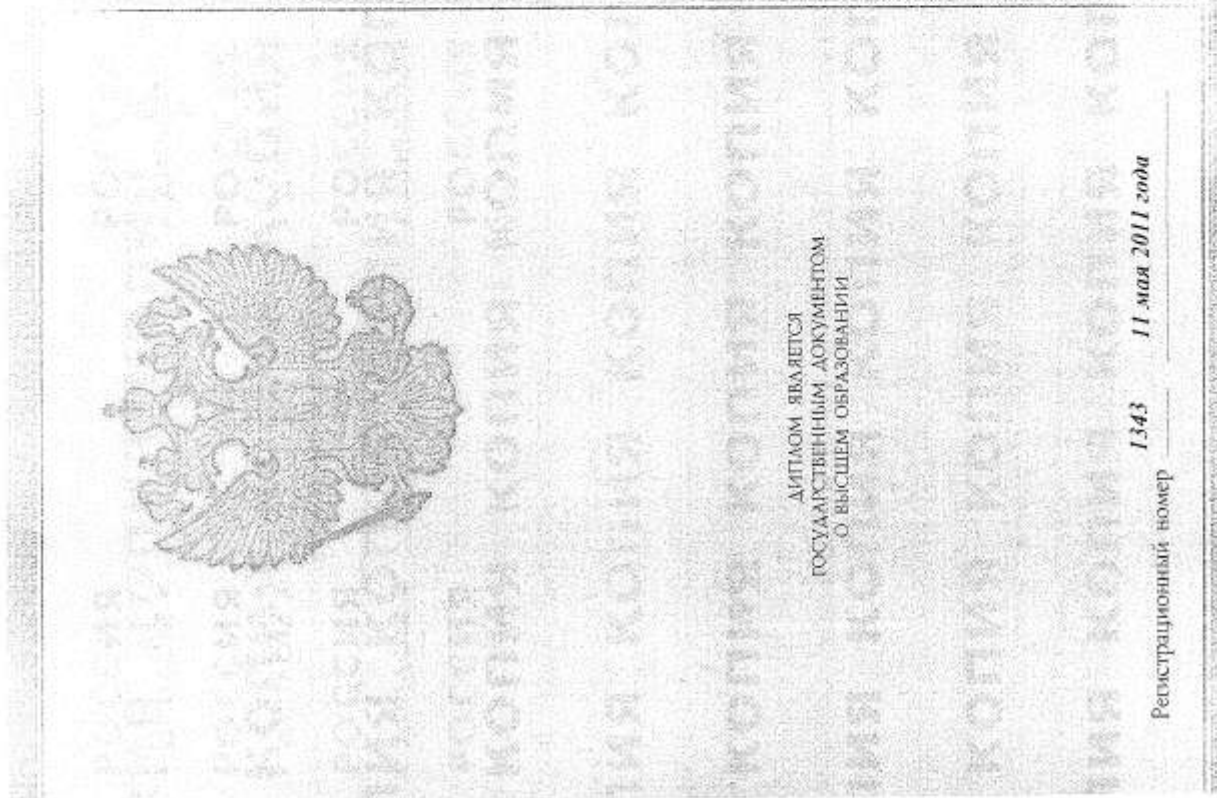 ДИПЛОМ ЯВЛЯЕТСЯ
ГОСУДАРСТВЕННЫМ ДОКУМЕНТОМ
О ВЫСШЕМ ОБРАЗОВАНИИ
Регистрационный номер 1343 11 мая 2011 года